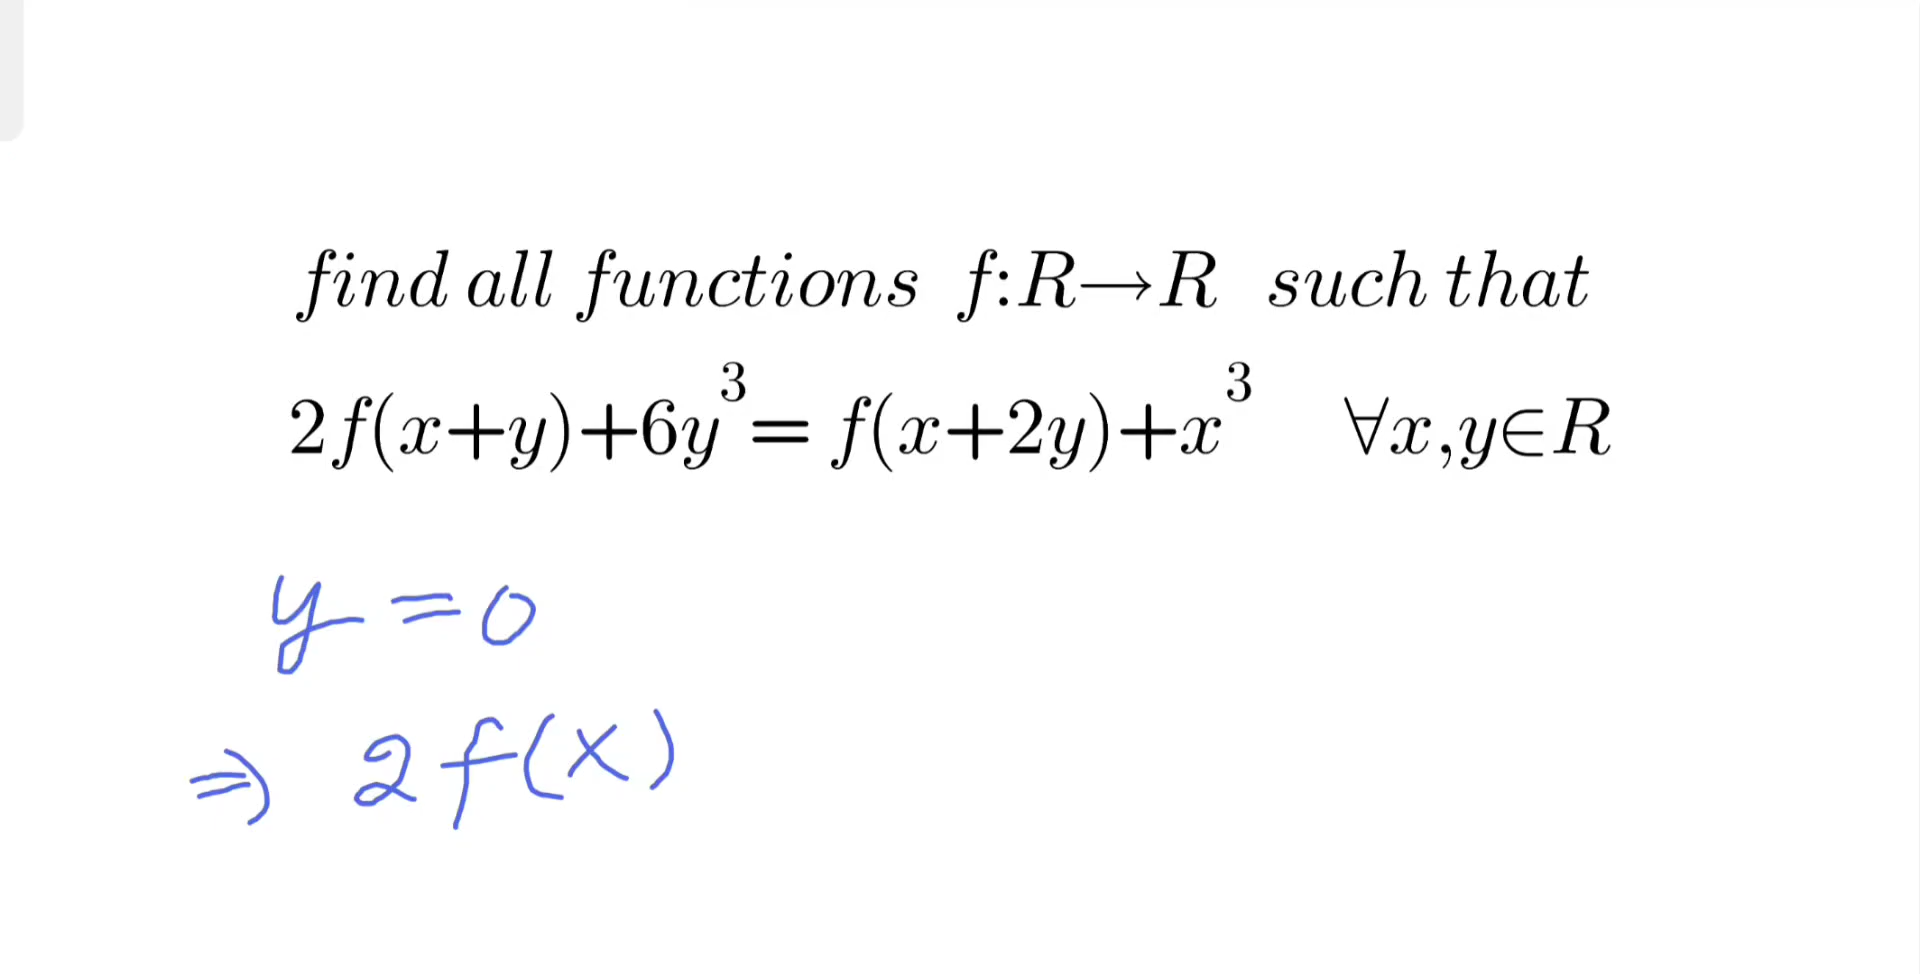 find all functions f:R→R such that
2f(x+y)+6y³=f(x+2y)+x³ ∀x,y∈R
y=0
⇒ 2f(x)